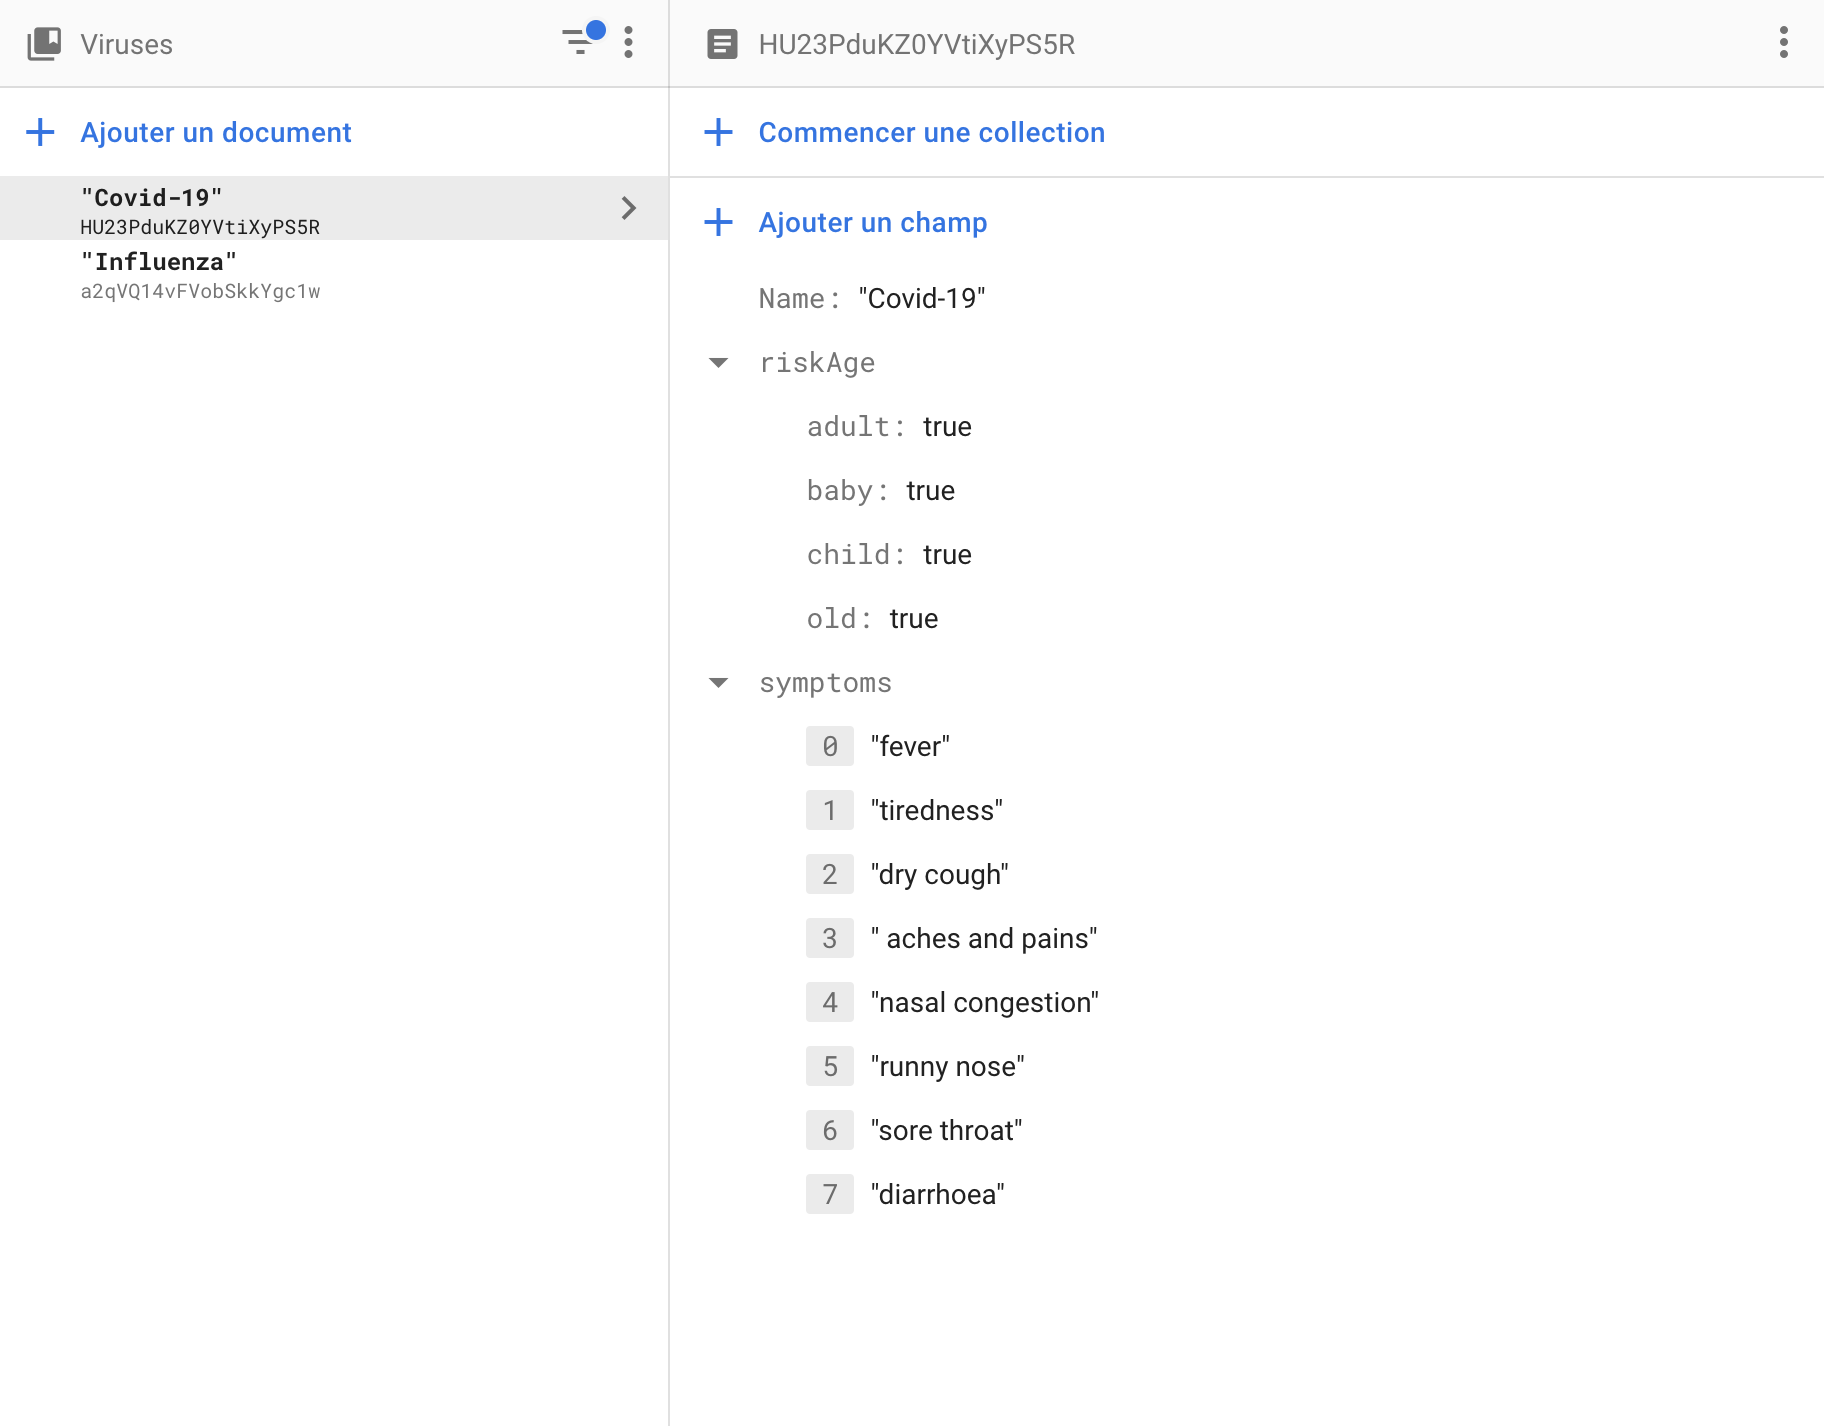 Viruses
HU23PduKZ0YVtiXyPS5R
Ajouter un document
Commencer une collection
"Covid-19"
HU23PduKZ0YVtiXyPS5R
"Influenza"
a2qVQ14vFVobSkkYgc1w
Ajouter un champ
Name: "Covid-19"
riskAge
adult: true
baby: true
child: true
old: true
symptoms
0 "fever"
1 "tiredness"
2 "dry cough"
3 " aches and pains"
4 "nasal congestion"
5 "runny nose"
6 "sore throat"
7 "diarrhoea"